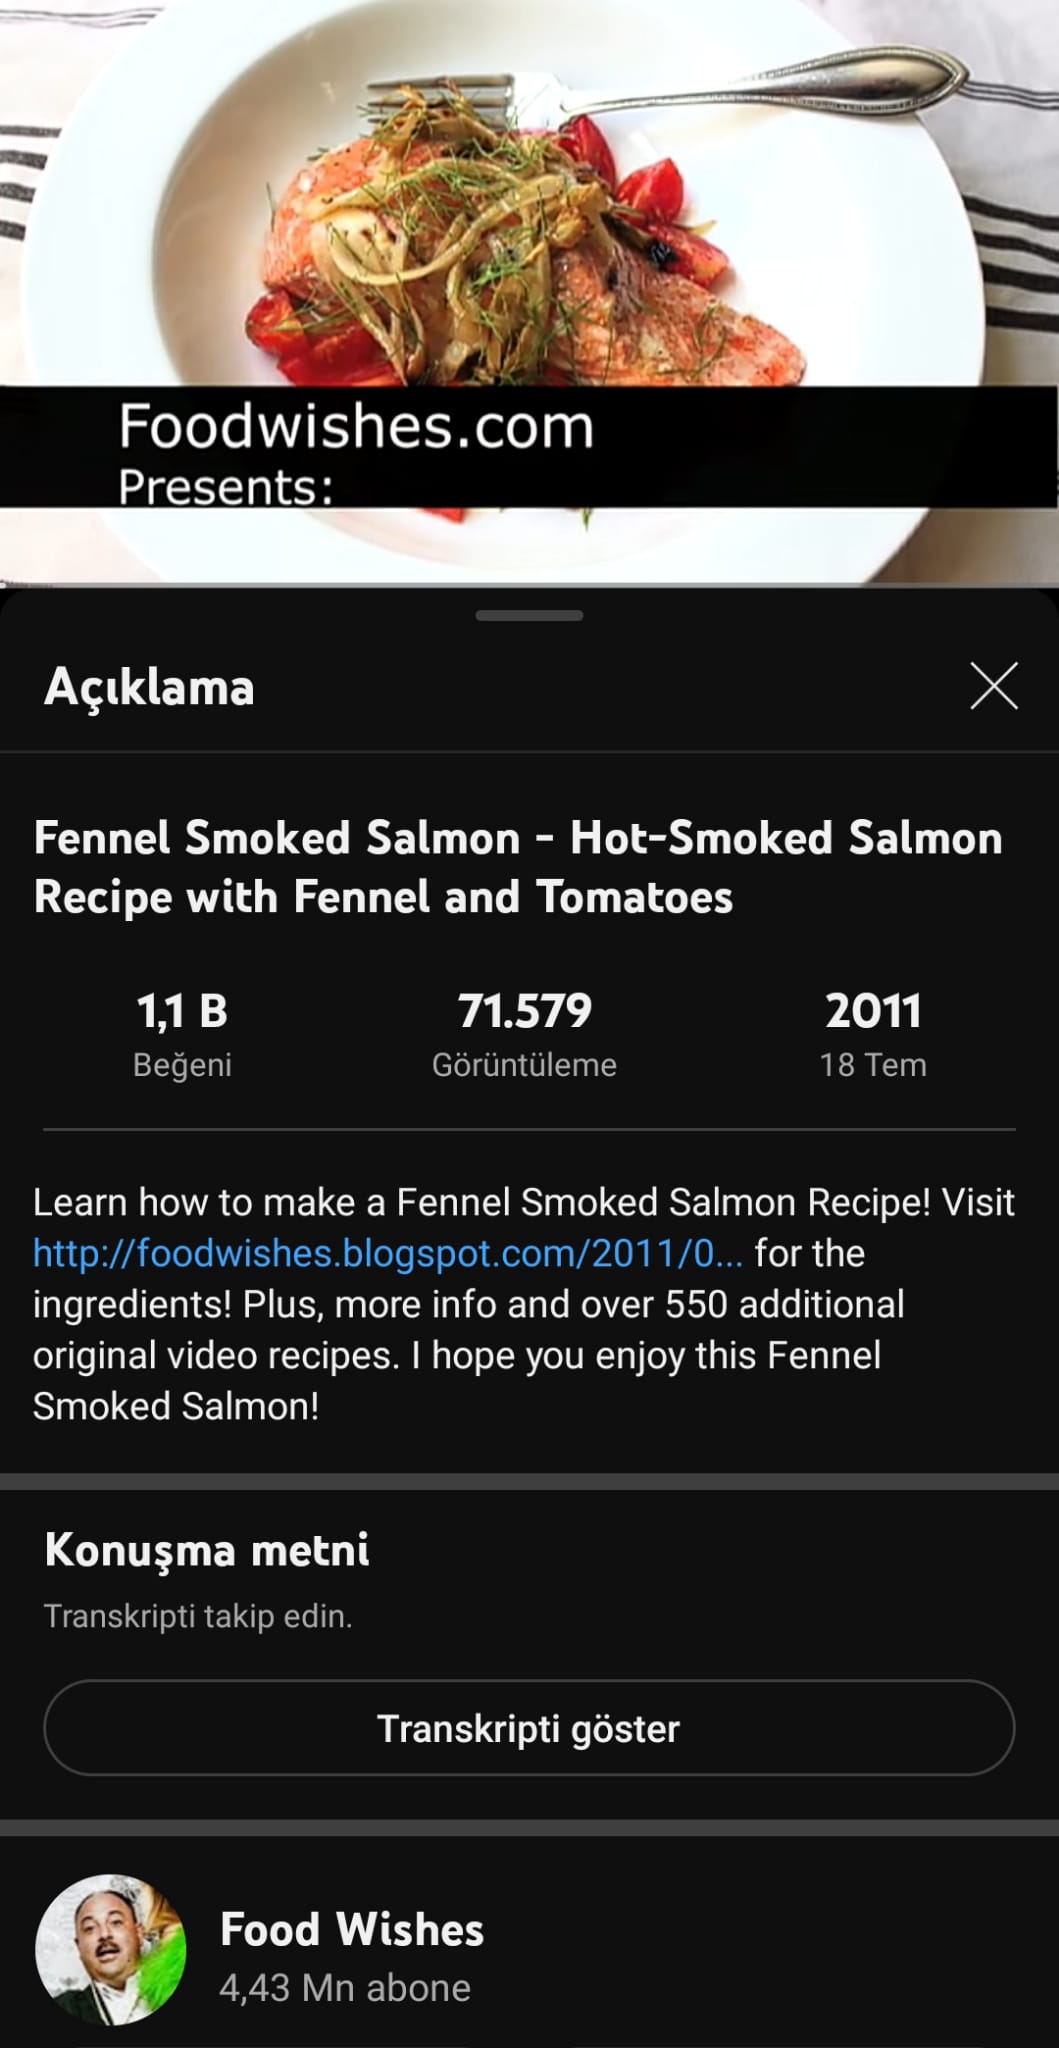 Foodwishes.com
Presents:
Açıklama
Fennel Smoked Salmon - Hot-Smoked Salmon
Recipe with Fennel and Tomatoes
1,1 B 71.579 2011
Beğeni Görüntüleme 18 Tem
Learn how to make a Fennel Smoked Salmon Recipe! Visit
http://foodwishes.blogspot.com/2011/0... for the
ingredients! Plus, more info and over 550 additional
original video recipes. I hope you enjoy this Fennel
Smoked Salmon!
Konuşma metni
Transkripti takip edin.
Transkripti göster
Food Wishes
4,43 Mn abone